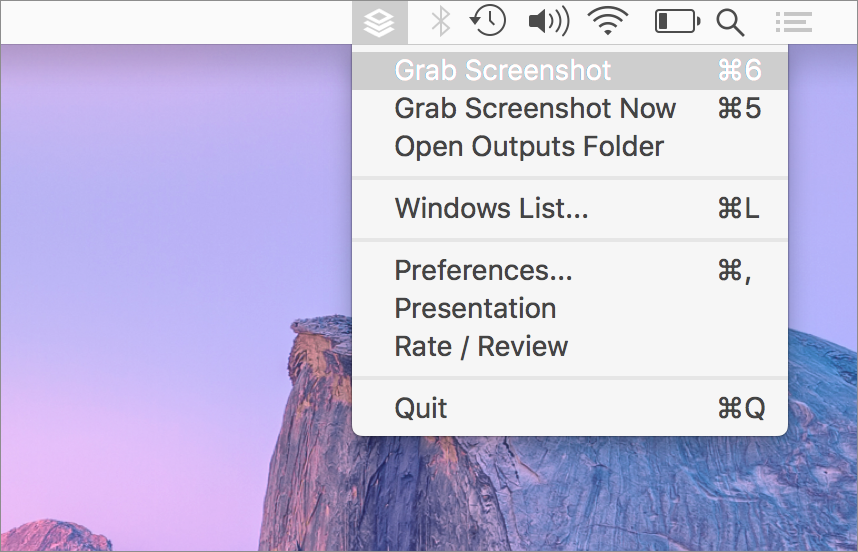 Grab Screenshot ⌘6
Grab Screenshot Now ⌘5
Open Outputs Folder
Windows List... ⌘L
Preferences... ⌘,
Presentation
Rate / Review
Quit ⌘Q